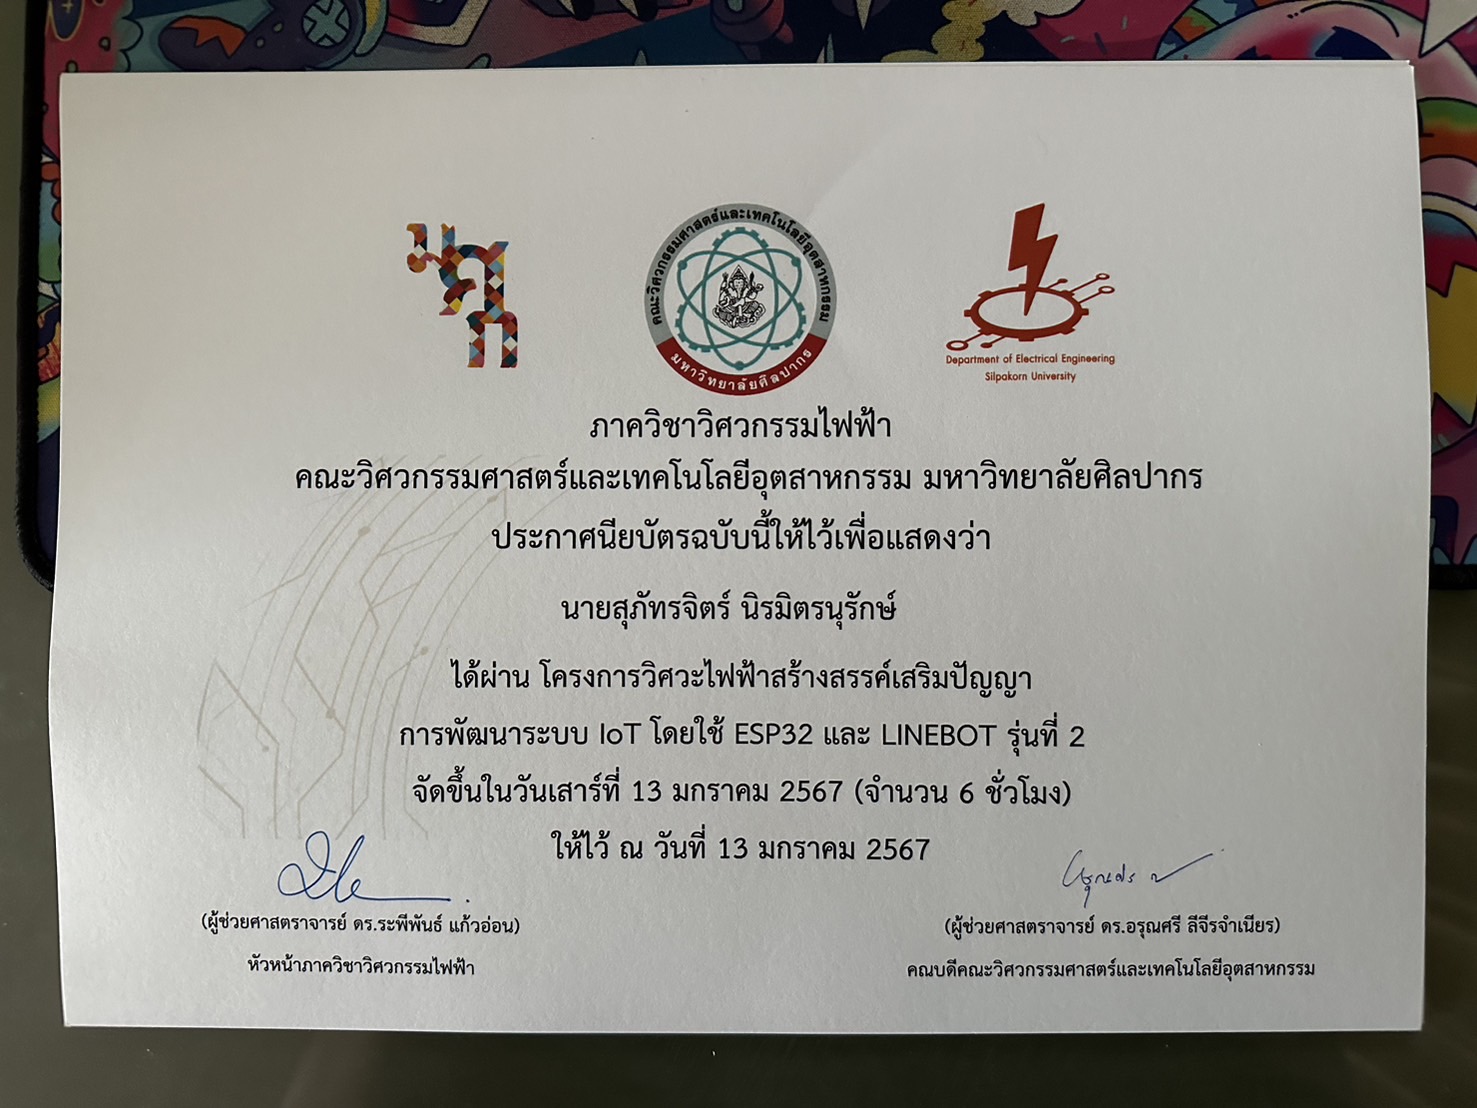 มศก
คณะวิศวกรรมศาสตร์และเทคโนโลยีอุตสาหกรรม
มหาวิทยาลัยศิลปากร
Department of Electrical Engineering
Silpakorn University
ภาควิชาวิศวกรรมไฟฟ้า
คณะวิศวกรรมศาสตร์และเทคโนโลยีอุตสาหกรรม มหาวิทยาลัยศิลปากร
ประกาศนียบัตรฉบับนี้ให้ไว้เพื่อแสดงว่า
นายสุภัทรจิตร์ นิรมิตรนุรักษ์
ได้ผ่าน โครงการวิศวะไฟฟ้าสร้างสรรค์เสริมปัญญา
การพัฒนาระบบ IoT โดยใช้ ESP32 และ LINEBOT รุ่นที่ 2
จัดขึ้นในวันเสาร์ที่ 13 มกราคม 2567 (จำนวน 6 ชั่วโมง)
ให้ไว้ ณ วันที่ 13 มกราคม 2567
(ผู้ช่วยศาสตราจารย์ ดร.ระพีพันธ์ แก้วอ่อน)
หัวหน้าภาควิชาวิศวกรรมไฟฟ้า
(ผู้ช่วยศาสตราจารย์ ดร.อรุณศรี ลีจีรจำเนียร)
คณบดีคณะวิศวกรรมศาสตร์และเทคโนโลยีอุตสาหกรรม